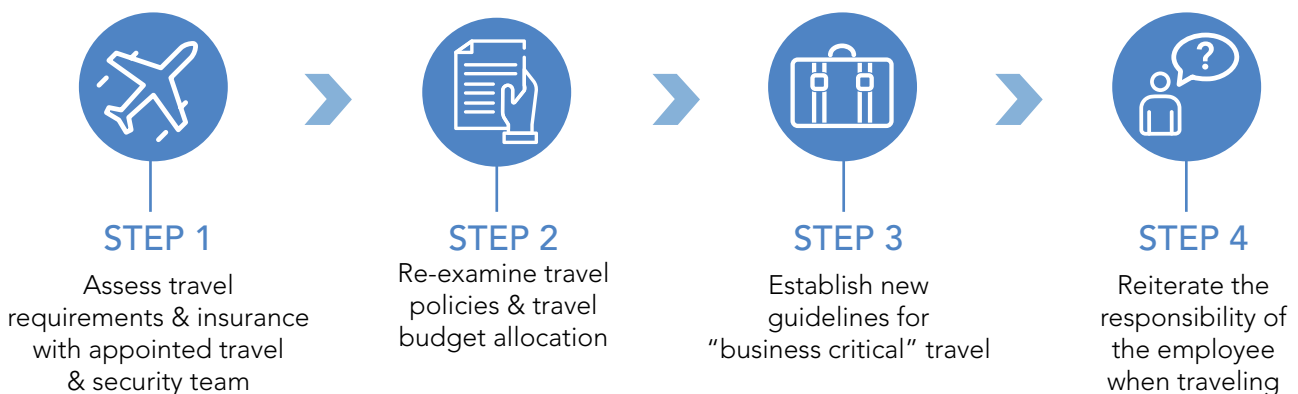 ?
STEP 1
Assess travel
requirements & insurance
with appointed travel
& security team
STEP 2
Re-examine travel
policies & travel
budget allocation
STEP 3
Establish new
guidelines for
“business critical” travel
STEP 4
Reiterate the
responsibility of
the employee
when traveling